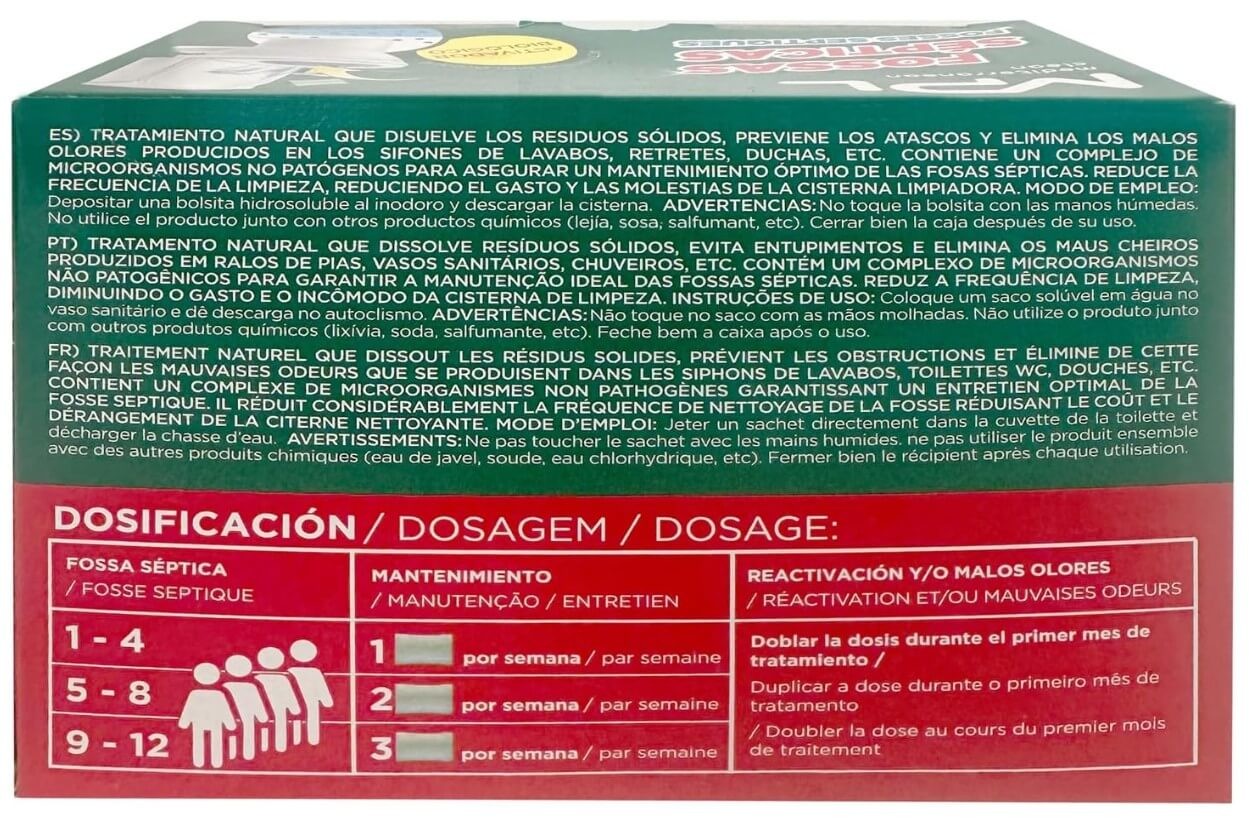 FOSSES SEPTIQUES
SÉPTICAS
FOSSAS
ACTIVADOR
BIOLÓGICO
mediterranean
clean
ES) TRATAMIENTO NATURAL QUE DISUELVE LOS RESIDUOS SÓLIDOS, PREVIENE LOS ATASCOS Y ELIMINA LOS MALOS
OLORES PRODUCIDOS EN LOS SIFONES DE LAVABOS, RETRETES, DUCHAS, ETC. CONTIENE UN COMPLEJO DE
MICROORGANISMOS NO PATÓGENOS PARA ASEGURAR UN MANTENIMIENTO ÓPTIMO DE LAS FOSAS SÉPTICAS. REDUCE LA
FRECUENCIA DE LA LIMPIEZA, REDUCIENDO EL GASTO Y LAS MOLESTIAS DE LA CISTERNA LIMPIADORA. MODO DE EMPLEO:
Depositar una bolsita hidrosoluble al inodoro y descargar la cisterna. ADVERTENCIAS: No toque la bolsita con las manos húmedas.
No utilice el producto junto con otros productos químicos (lejía, sosa, salfumant, etc). Cerrar bien la caja después de su uso.
PT) TRATAMENTO NATURAL QUE DISSOLVE RESÍDUOS SÓLIDOS, EVITA ENTUPIMENTOS E ELIMINA OS MAUS CHEIROS
PRODUZIDOS EM RALOS DE PIAS, VASOS SANITÁRIOS, CHUVEIROS, ETC. CONTÉM UM COMPLEXO DE MICROORGANISMOS
NÃO PATOGÊNICOS PARA GARANTIR A MANUTENÇÃO IDEAL DAS FOSSAS SÉPTICAS. REDUZ A FREQUÊNCIA DE LIMPEZA,
DIMINUINDO O GASTO E O INCÔMODO DA CISTERNA DE LIMPEZA. INSTRUÇÕES DE USO: Coloque um saco solúvel em água no
vaso sanitário e dê descarga no autoclismo. ADVERTÊNCIAS: Não toque no saco com as mãos molhadas. Não utilize o produto junto
com outros produtos químicos (lixívia, soda, salfumante, etc). Feche bem a caixa após o uso.
FR) TRAITEMENT NATUREL QUE DISSOUT LES RÉSIDUS SOLIDES, PRÉVIENT LES OBSTRUCTIONS ET ÉLIMINE DE CETTE
FAÇON LES MAUVAISES ODEURS QUE SE PRODUISENT DANS LES SIPHONS DE LAVABOS, TOILETTES WC, DOUCHES, ETC.
CONTIENT UN COMPLEXE DE MICROORGANISMES NON PATHOGÈNES GARANTISSANT UN ENTRETIEN OPTIMAL DE LA
FOSSE SEPTIQUE. IL RÉDUIT CONSIDÉRABLEMENT LA FRÉQUENCE DE NETTOYAGE DE LA FOSSE RÉDUISANT LE COÛT ET LE
DÉRANGEMENT DE LA CITERNE NETTOYANTE. MODE D'EMPLOI: Jeter un sachet directement dans la cuvette de la toilette et
décharger la chasse d'eau. AVERTISSEMENTS: Ne pas toucher le sachet avec les mains humides. ne pas utiliser le produit ensemble
avec des autres produits chimiques (eau de javel, soude, eau chlorhydrique, etc). Fermer bien le récipient après chaque utilisation.
DOSIFICACIÓN / DOSAGEM / DOSAGE:
FOSSA SÉPTICA
/ FOSSE SEPTIQUE
MANTENIMIENTO
/ MANUTENÇÃO / ENTRETIEN
REACTIVACIÓN Y/O MALOS OLORES
/ RÉACTIVATION ET/OU MAUVAISES ODEURS
1 - 4
1 por semana / par semaine
5 - 8
2 por semana / par semaine
9 - 12
3 por semana / par semaine
Doblar la dosis durante el primer mes de
tratamiento /
Duplicar a dose durante o primeiro mês de
tratamento
/ Doubler la dose au cours du premier mois
de traitement